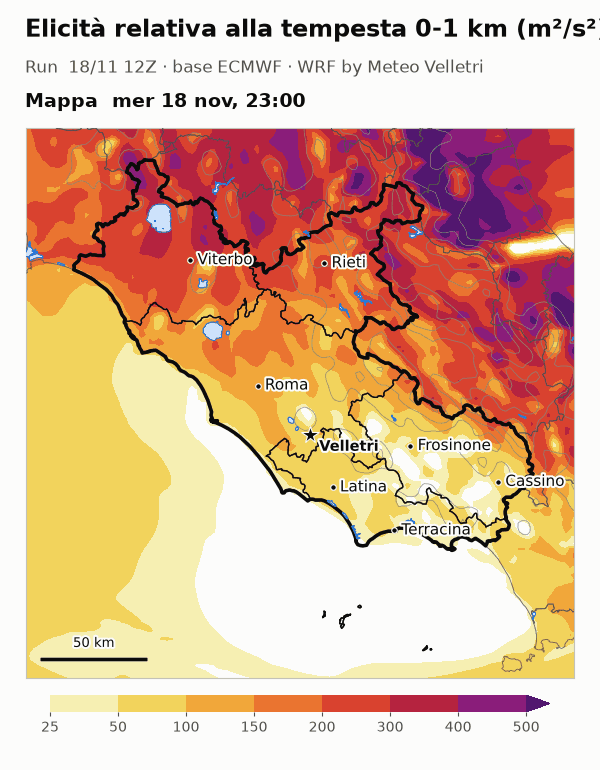 Elicità relativa alla tempesta 0-1 km (m²/s²)
Run  18/11 12Z · base ECMWF · WRF by Meteo Velletri
Mappa  mer 18 nov, 23:00
Viterbo
Rieti
Roma
Velletri
Frosinone
Latina
Cassino
Terracina
50 km
25 50 100 150 200 300 400 500